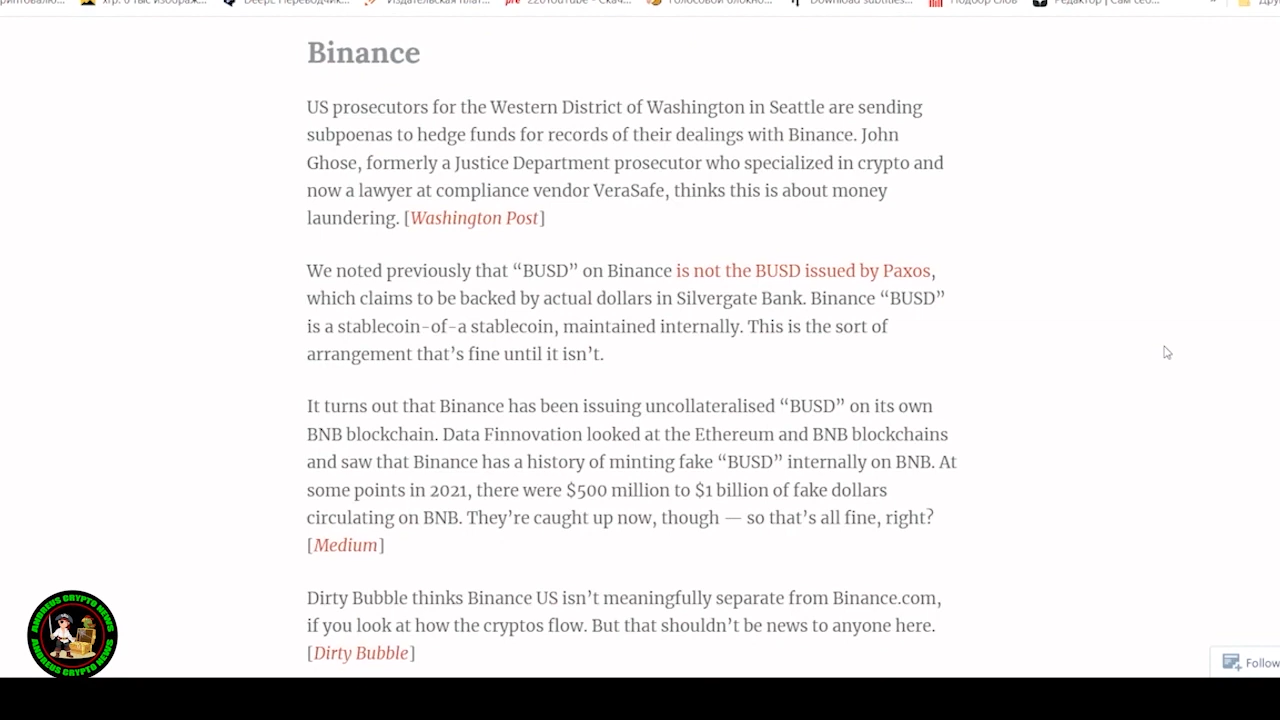 Binance
US prosecutors for the Western District of Washington in Seattle are sending
subpoenas to hedge funds for records of their dealings with Binance. John
Ghose, formerly a Justice Department prosecutor who specialized in crypto and
now a lawyer at compliance vendor VeraSafe, thinks this is about money
laundering. [Washington Post]
We noted previously that “BUSD” on Binance is not the BUSD issued by Paxos,
which claims to be backed by actual dollars in Silvergate Bank. Binance “BUSD”
is a stablecoin-of-a stablecoin, maintained internally. This is the sort of
arrangement that’s fine until it isn’t.
It turns out that Binance has been issuing uncollateralised “BUSD” on its own
BNB blockchain. Data Finnovation looked at the Ethereum and BNB blockchains
and saw that Binance has a history of minting fake “BUSD” internally on BNB. At
some points in 2021, there were $500 million to $1 billion of fake dollars
circulating on BNB. They’re caught up now, though — so that’s all fine, right?
[Medium]
Dirty Bubble thinks Binance US isn’t meaningfully separate from Binance.com,
if you look at how the cryptos flow. But that shouldn’t be news to anyone here.
[Dirty Bubble]
ANDREUS CRYPTO NEWS
ANDREUS CRYPTO NEWS
Follow